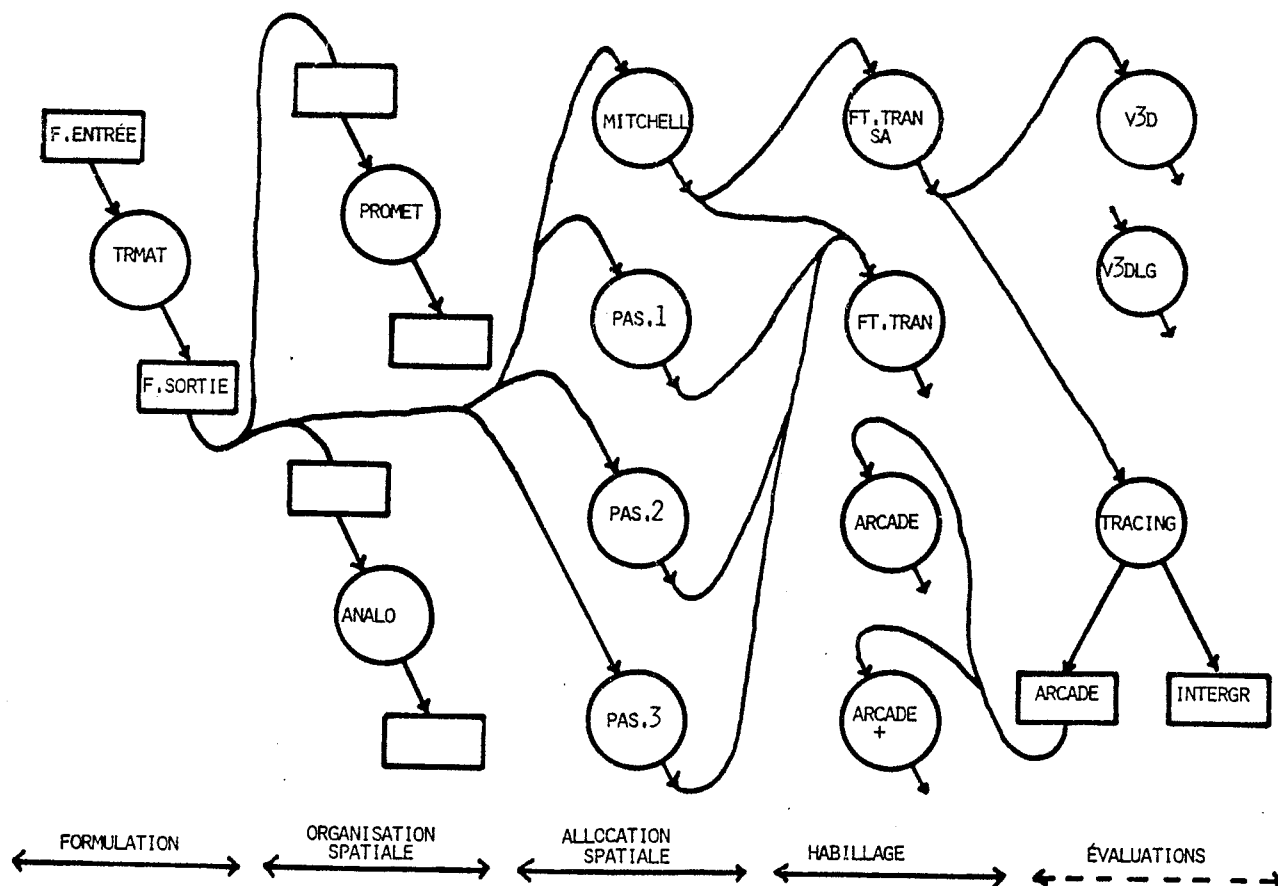 F.ENTRÉE
TRMAT
F.SORTIE
PROMET
ANALO
MITCHELL
PAS.1
PAS.2
PAS.3
FT.TRAN
SA
FT.TRAN
ARCADE
ARCADE
+
V3D
V3DLG
TRACING
ARCADE
INTERGR
FORMULATION
ORGANISATION
SPATIALE
ALLOCATION
SPATIALE
HABILLAGE
ÉVALUATIONS